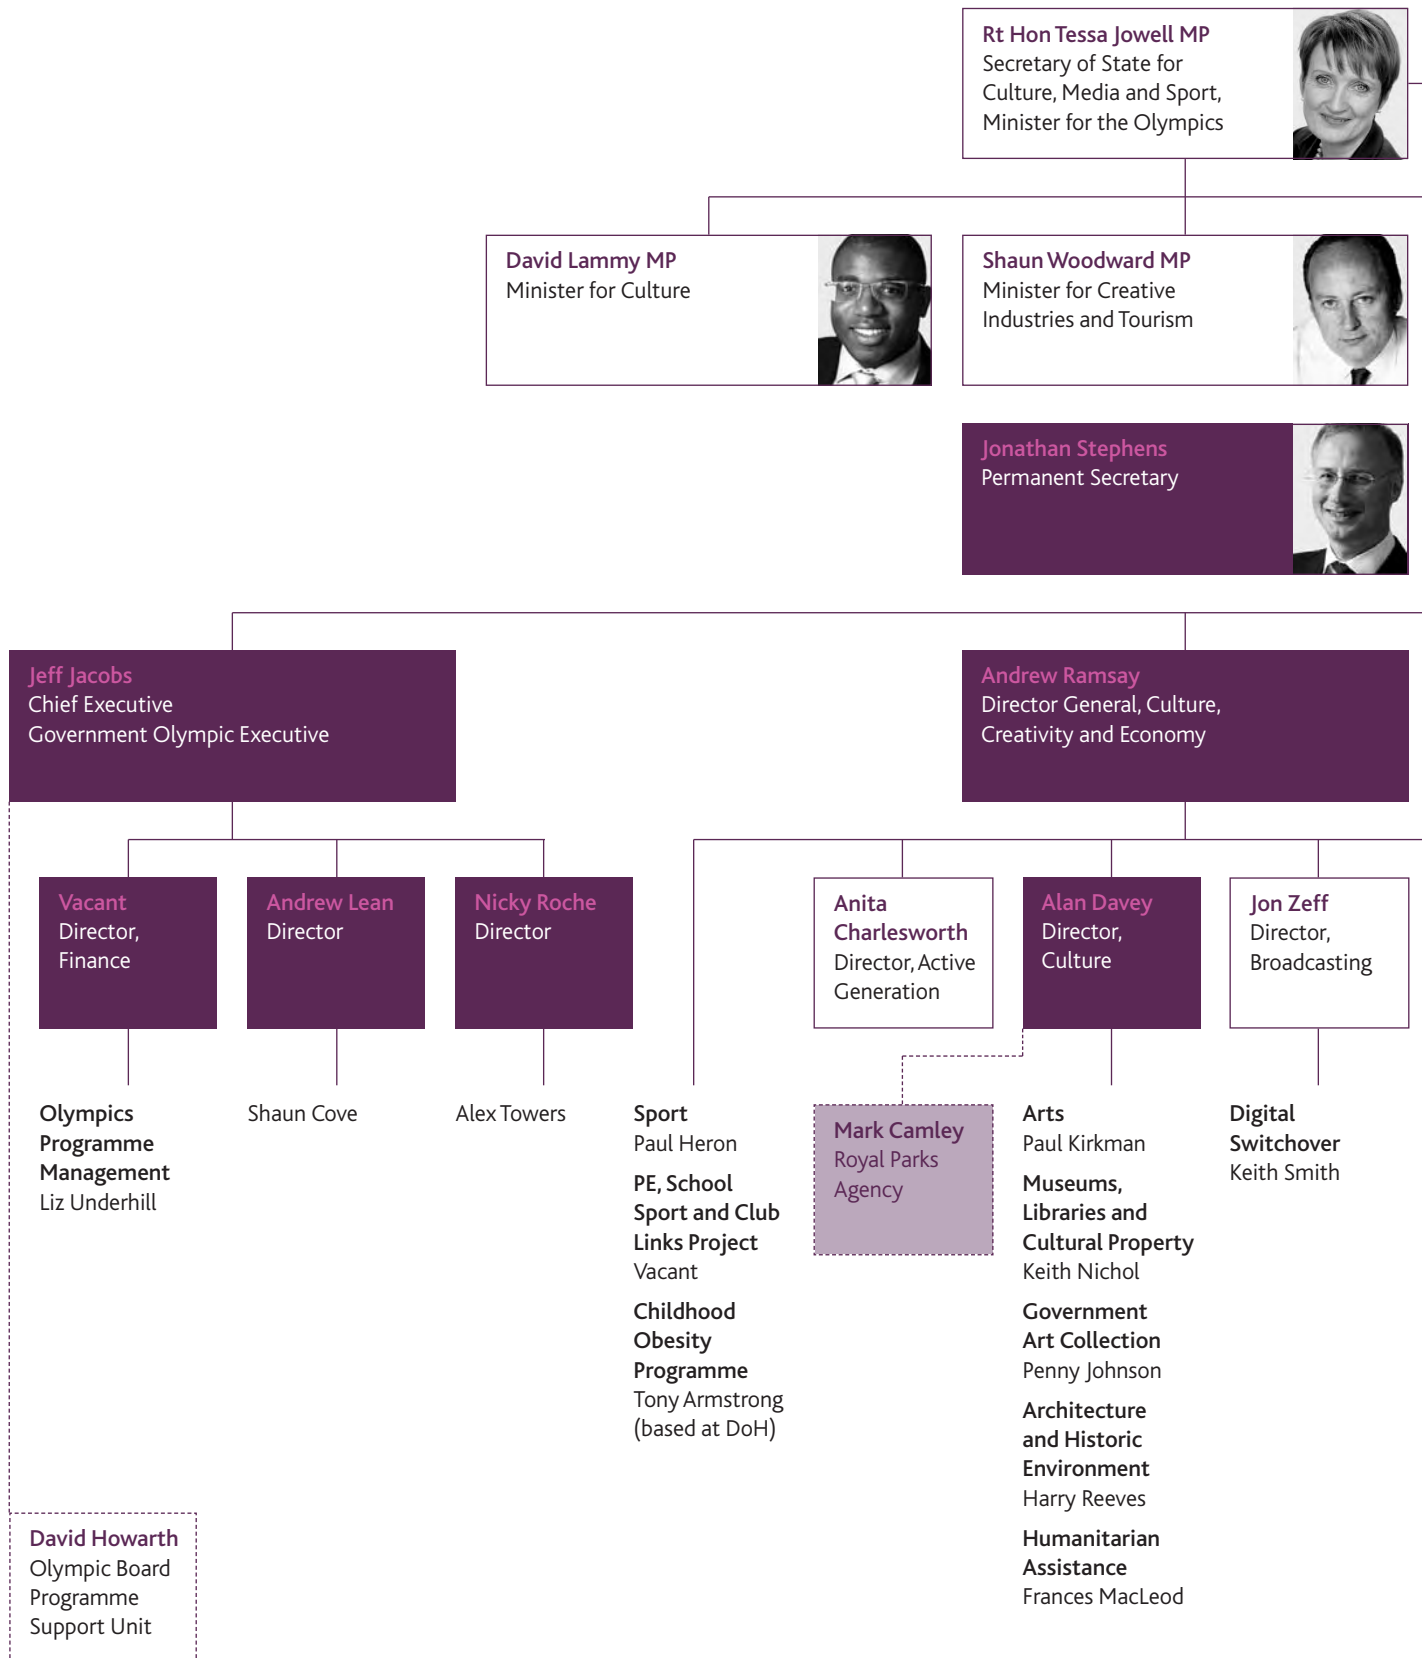 Rt Hon Tessa Jowell MP
Secretary of State for
Culture, Media and Sport,
Minister for the Olympics
David Lammy MP
Minister for Culture
Shaun Woodward MP
Minister for Creative
Industries and Tourism
Jonathan Stephens
Permanent Secretary
Jeff Jacobs
Chief Executive
Government Olympic Executive
Andrew Ramsay
Director General, Culture,
Creativity and Economy
Vacant
Director,
Finance
Andrew Lean
Director
Nicky Roche
Director
Anita
Charlesworth
Director, Active
Generation
Alan Davey
Director,
Culture
Jon Zeff
Director,
Broadcasting
Olympics
Programme
Management
Liz Underhill
Shaun Cove
Alex Towers
Sport
Paul Heron
PE, School
Sport and Club
Links Project
Vacant
Childhood
Obesity
Programme
Tony Armstrong
(based at DoH)
Mark Camley
Royal Parks
Agency
Arts
Paul Kirkman
Museums,
Libraries and
Cultural Property
Keith Nichol
Government
Art Collection
Penny Johnson
Architecture
and Historic
Environment
Harry Reeves
Humanitarian
Assistance
Frances MacLeod
Digital
Switchover
Keith Smith
David Howarth
Olympic Board
Programme
Support Unit